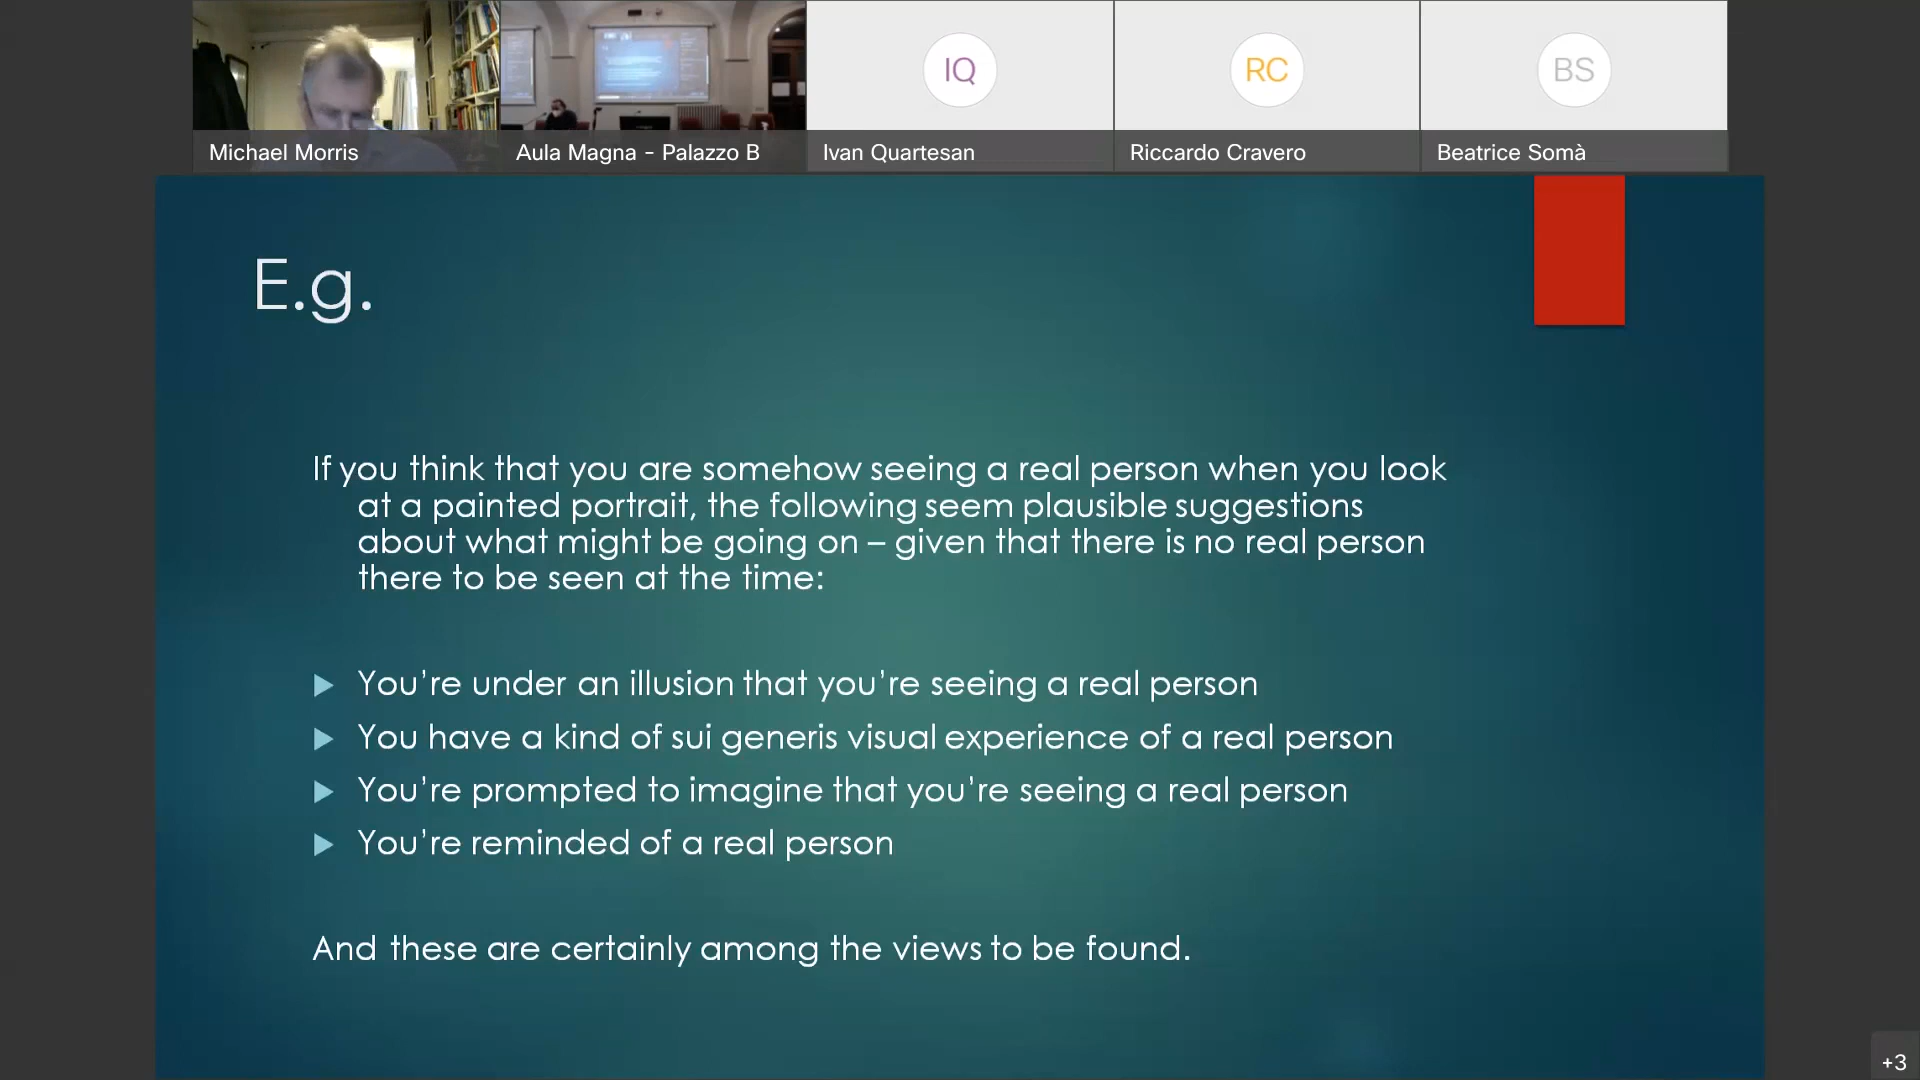 IQ
RC
BS
Michael Morris
Aula Magna - Palazzo B
Ivan Quartesan
Riccardo Cravero
Beatrice Somà
E.g.
If you think that you are somehow seeing a real person when you look
at a painted portrait, the following seem plausible suggestions
about what might be going on – given that there is no real person
there to be seen at the time:
You're under an illusion that you're seeing a real person
You have a kind of sui generis visual experience of a real person
You're prompted to imagine that you're seeing a real person
You're reminded of a real person
And these are certainly among the views to be found.
+3